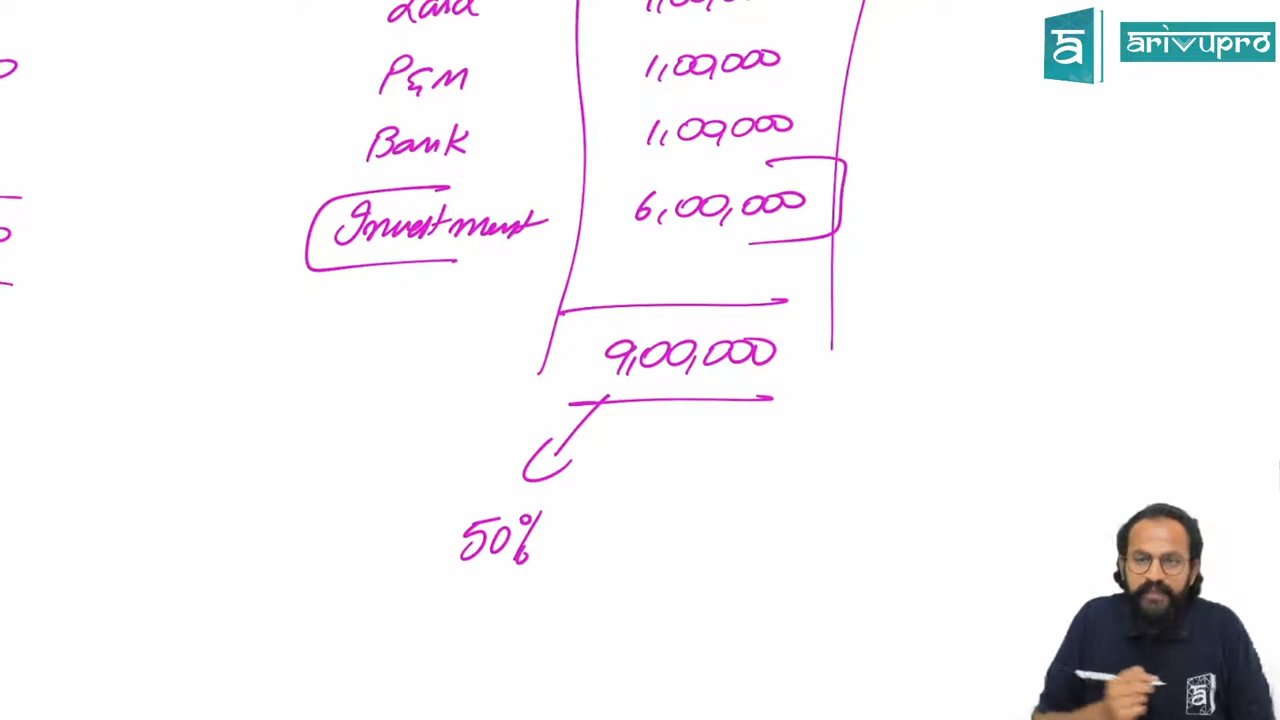 arivupro
P&M 1,00,000
Bank 1,00,000
Investment 6,00,000
9,00,000
50%